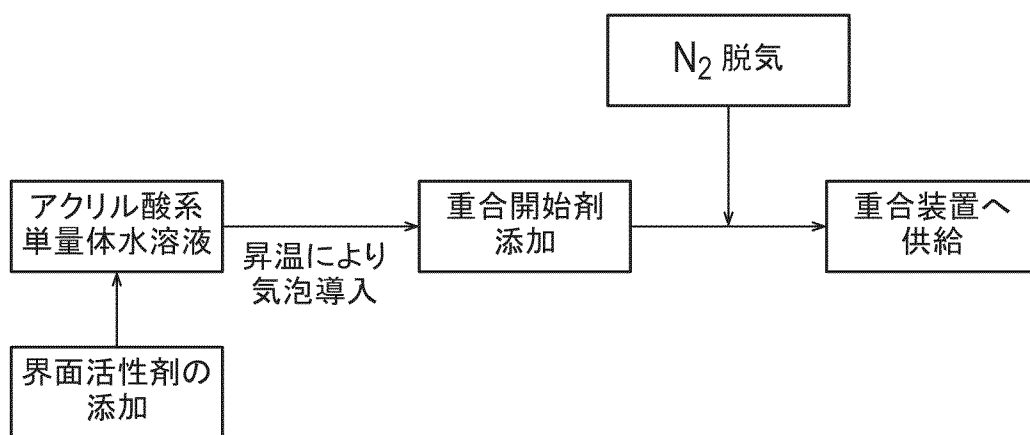 N₂ 脱気
アクリル酸系
単量体水溶液
昇温により
気泡導入
重合開始剤
添加
重合装置へ
供給
界面活性剤の
添加